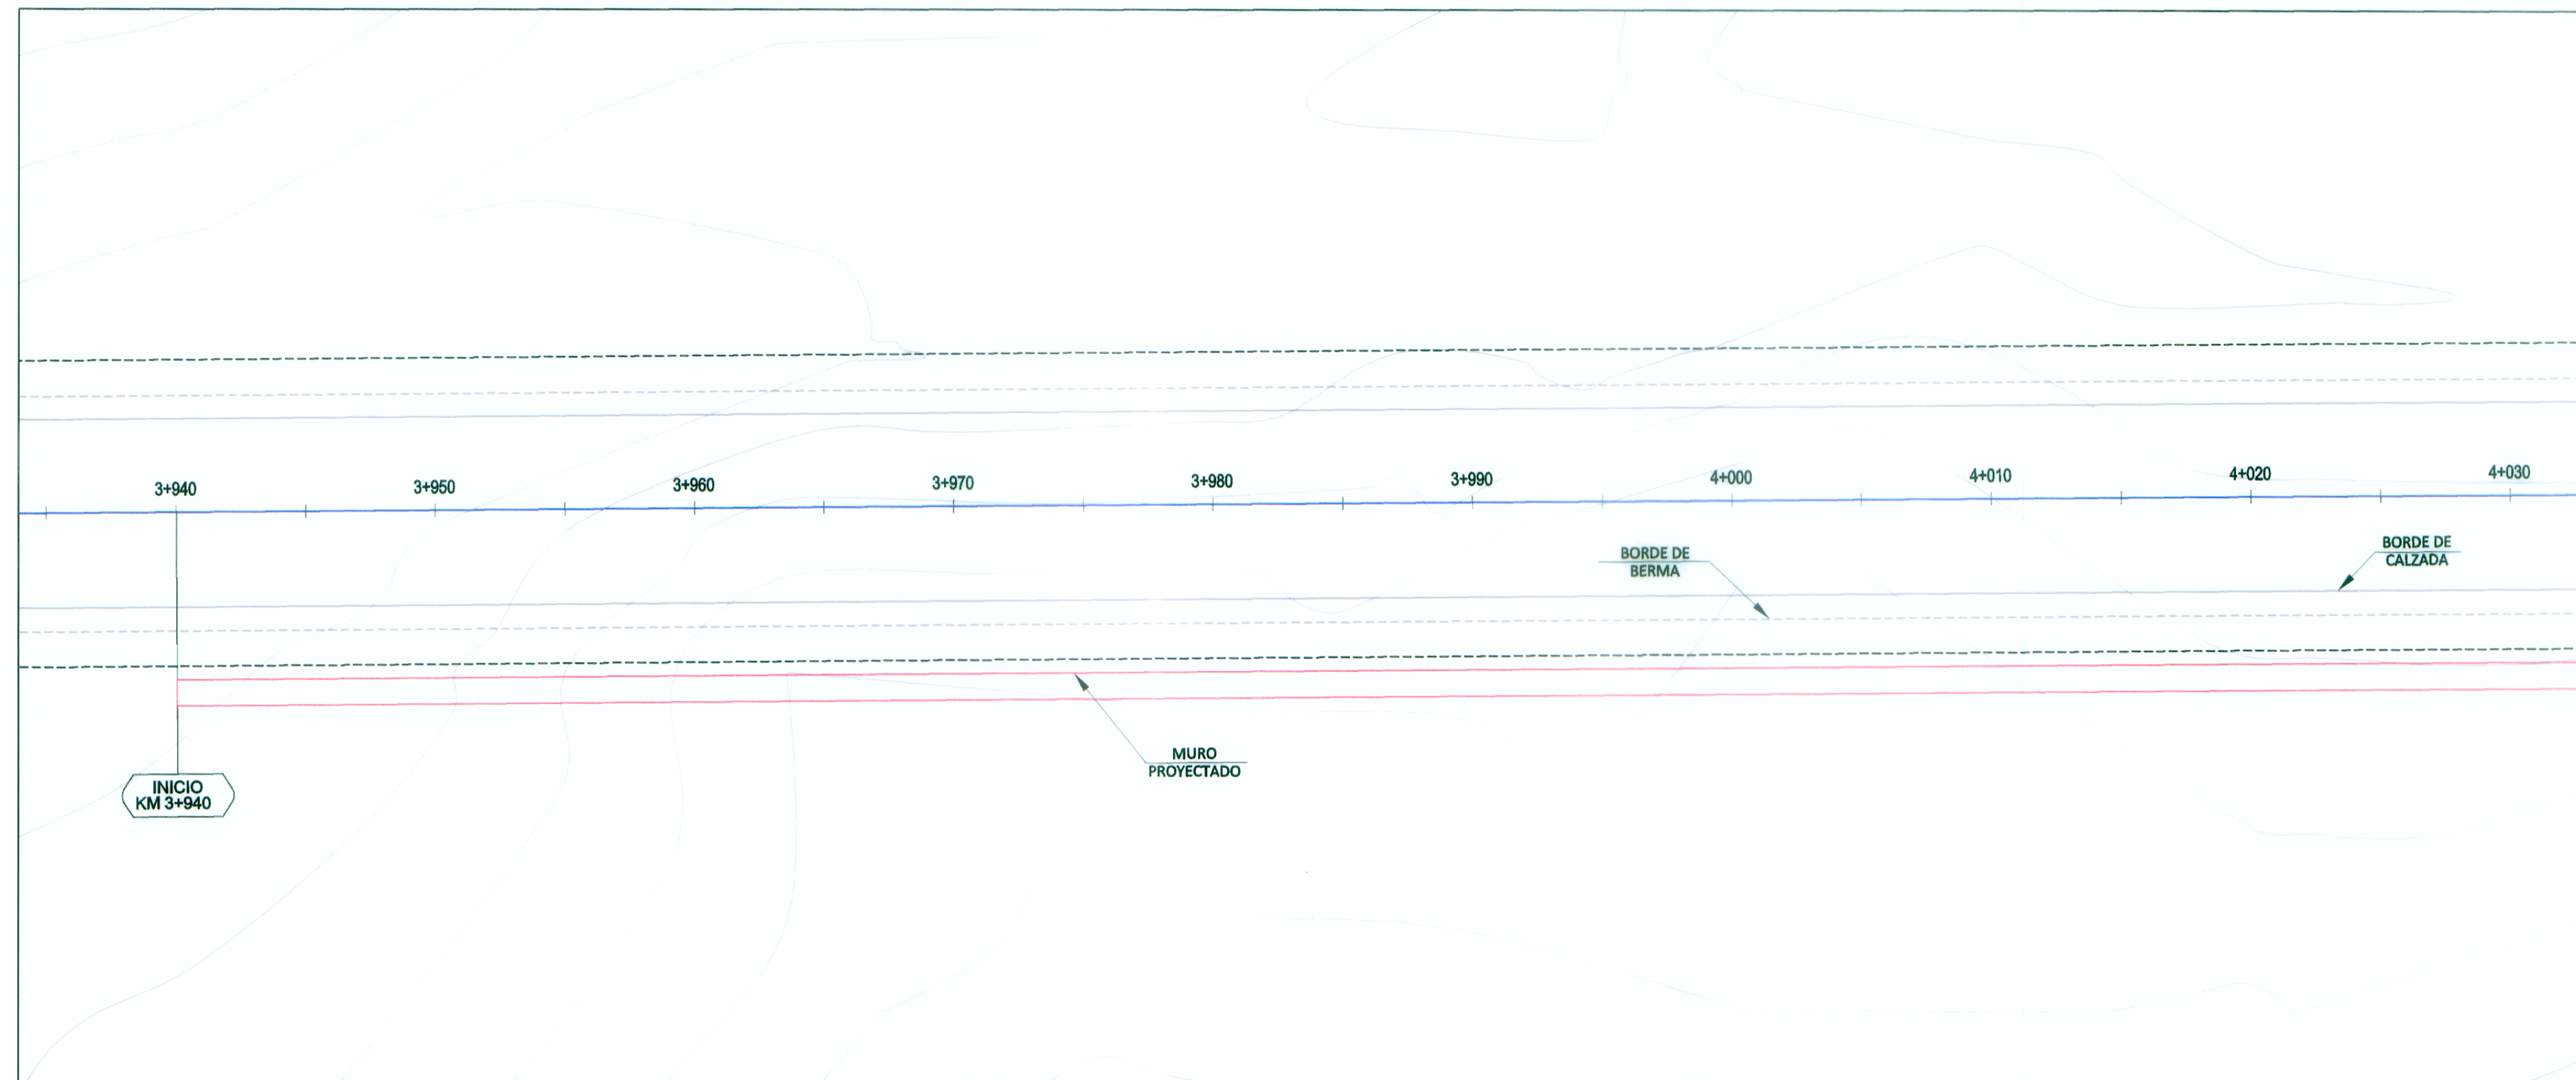 3+940
3+950
3+960
3+970
3+980
3+990
4+000
4+010
4+020
4+030
BORDE DE
BERMA
BORDE DE
CALZADA
MURO
PROYECTADO
INICIO
KM 3+940